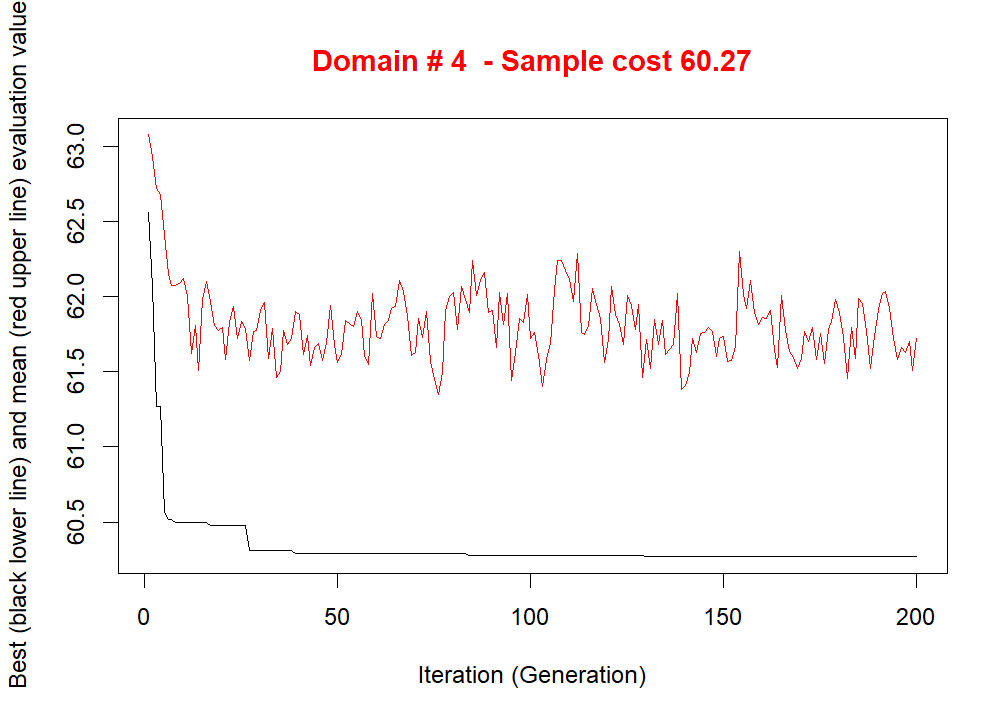 Domain # 4  - Sample cost 60.27
Best (black lower line) and mean (red upper line) evaluation value
63.0
62.5
62.0
61.5
61.0
60.5
0 50 100 150 200
Iteration (Generation)